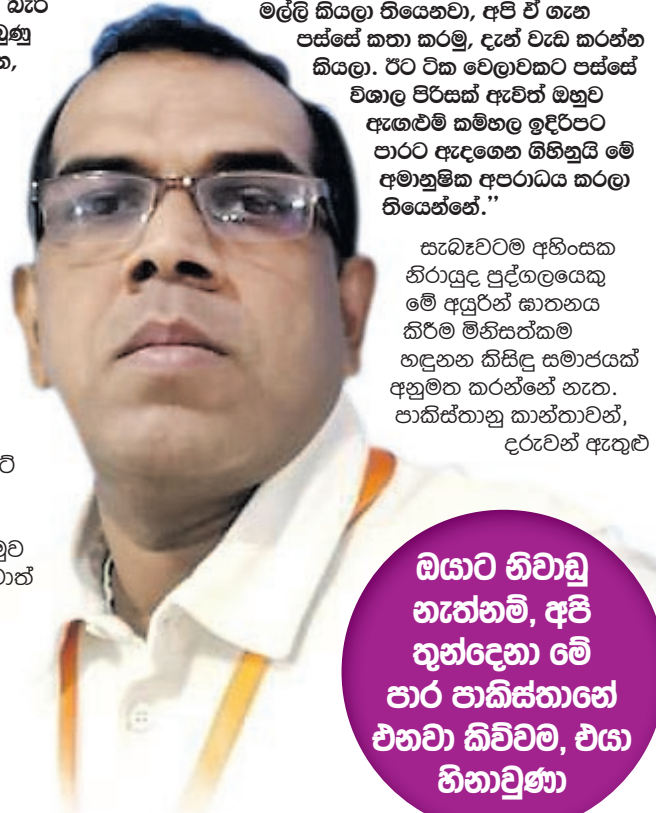 බැරි
බුණු
න,
ට්
මුව
වාත්
මල්ලි කියලා තියෙනවා, අපි ඒ ගැන
පස්සේ කතා කරමු, දැන් වැඩ කරන්න
කියලා. ඊට ටික වෙලාවකට පස්සේ
විශාල පිරිසක් ඇවිත් ඔහුව
ඇඟළුම් කම්හල ඉදිරිපට
පාරට ඇදගෙන ගිහිනුයි මේ
අමානුෂික අපරාධය කරලා
තියෙන්නේ.’’
සැබෑවටම අහිංසක
නිරායුද පුද්ගලයෙකු
මේ අයුරින් ඝාතනය
කිරීම මිනිසත්කම
හඳුනන කිසිඳු සමාජයක්
අනුමත කරන්නේ නැත.
පාකිස්තානු කාන්තාවන්,
දරුවන් ඇතුළු
ඔයාට නිවාඩු
නැත්නම්, අපි
තුන්දෙනා මේ
පාර පාකිස්තානේ
එනවා කිව්වම, එයා
හිනාවුණා